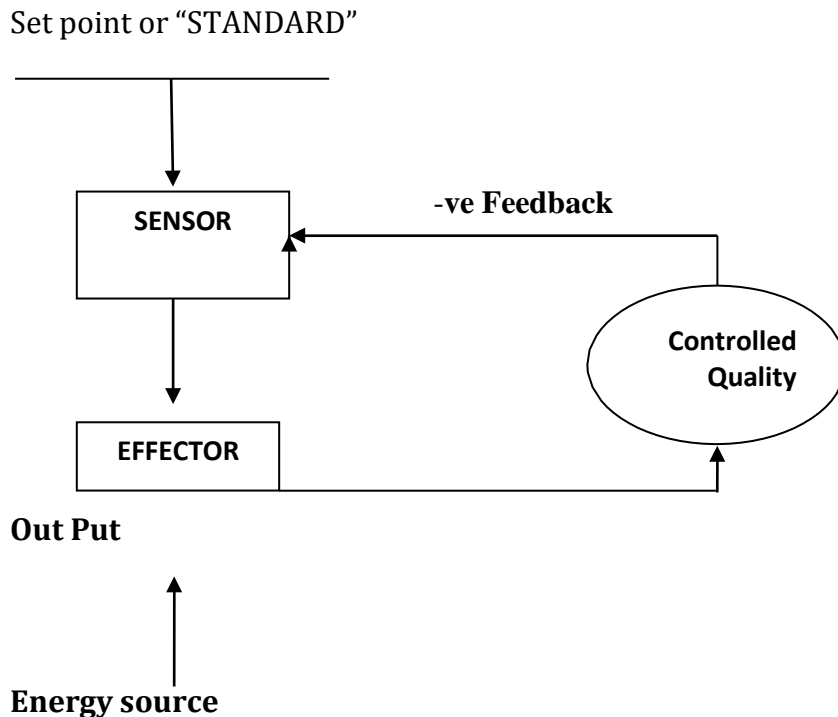 Set point or “STANDARD”
SENSOR
-ve Feedback
Controlled
Quality
EFFECTOR
Out Put
Energy source